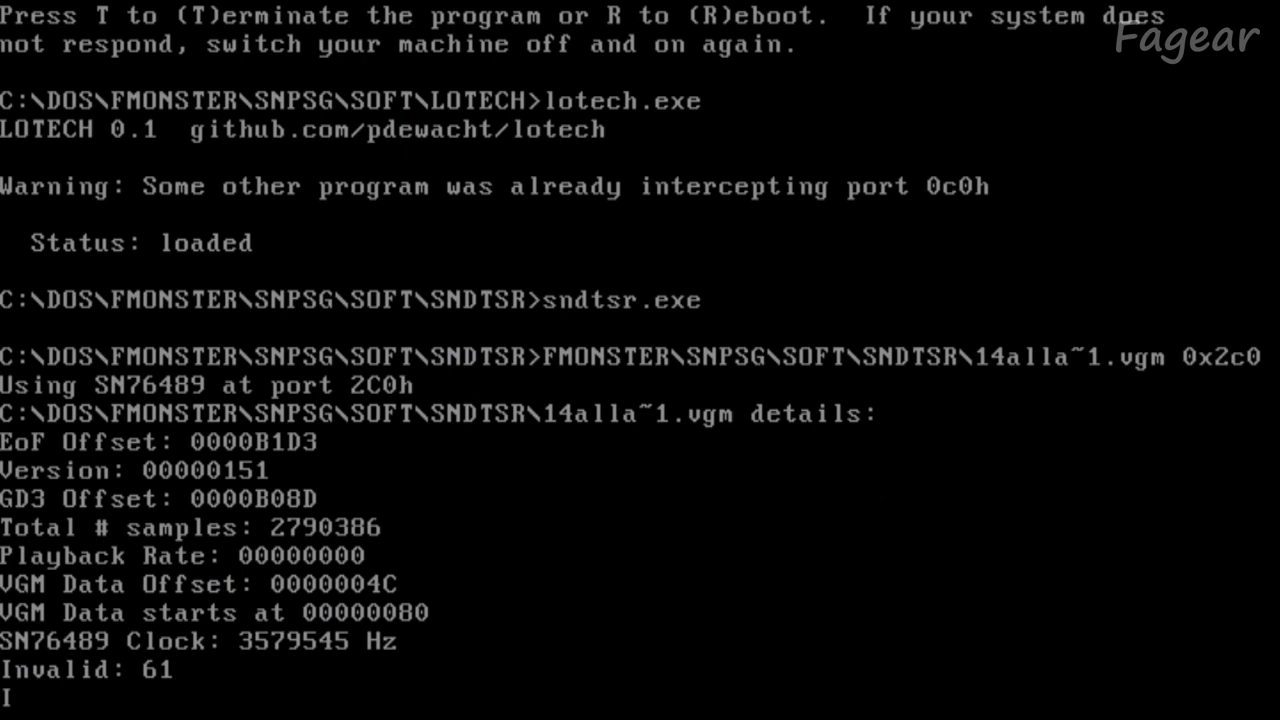 Press T to (T)erminate the program or R to (R)eboot.  If your system does
not respond, switch your machine off and on again.
Fagear
C:\DOS\FMONSTER\SNPSG\SOFT\LOTECH>lotech.exe
LOTECH 0.1  github.com/pdewacht/lotech
Warning: Some other program was already intercepting port 0c0h
Status: loaded
C:\DOS\FMONSTER\SNPSG\SOFT\SNDTSR>sndtsr.exe
C:\DOS\FMONSTER\SNPSG\SOFT\SNDTSR>FMONSTER\SNPSG\SOFT\SNDTSR\14alla~1.vgm 0x2c0
Using SN76489 at port 2C0h
C:\DOS\FMONSTER\SNPSG\SOFT\SNDTSR\14alla~1.vgm details:
EoF Offset: 0000B1D3
Version: 00000151
GD3 Offset: 0000B08D
Total # samples: 2790386
Playback Rate: 00000000
VGM Data Offset: 0000004C
VGM Data starts at 00000080
SN76489 Clock: 3579545 Hz
Invalid: 61
I